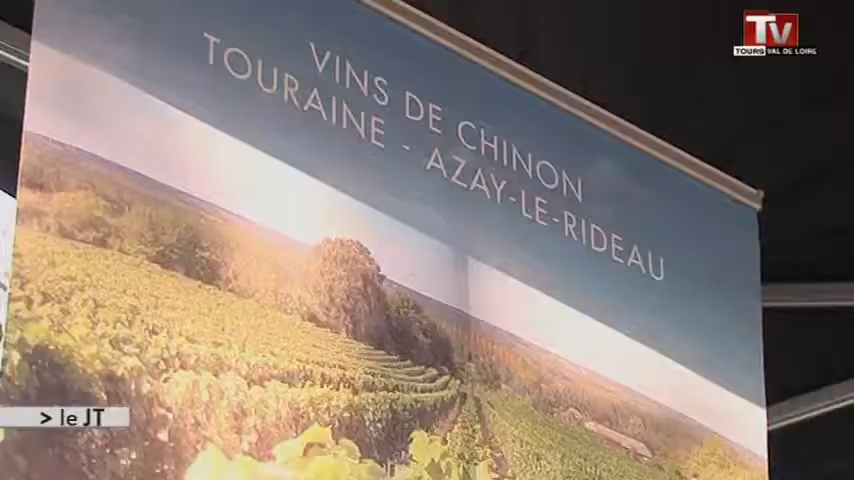 VINS DE CHINON
TOURAINE - AZAY-LE-RIDEAU
TV
TOURS VAL DE LOIRE
> le JT